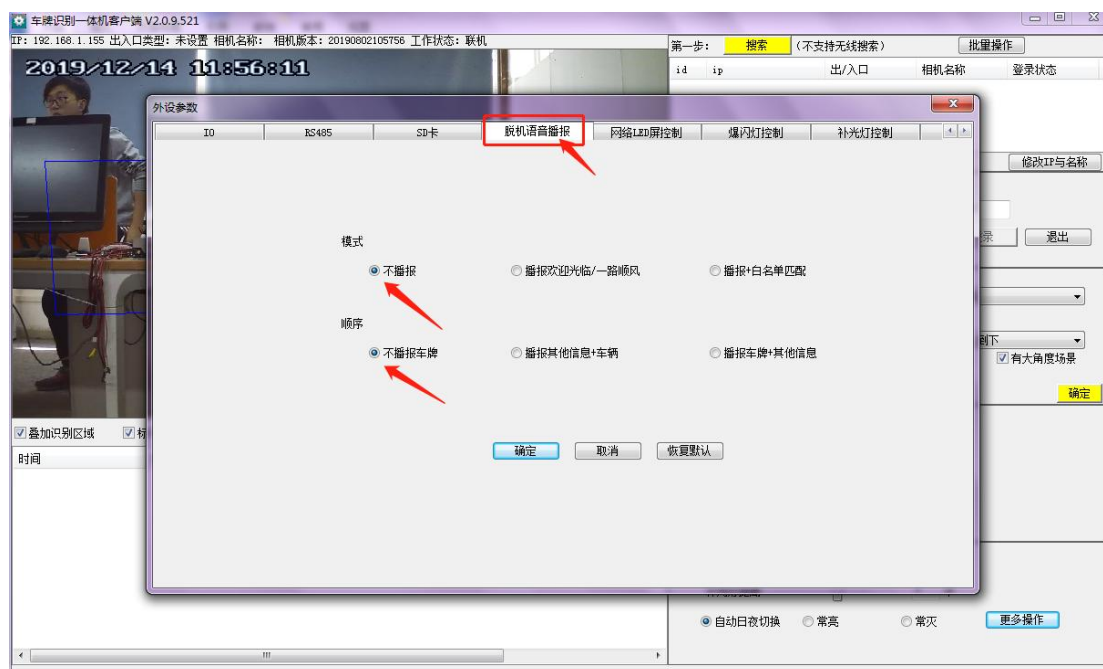 车牌识别一体机客户端 V2.0.9.521
IP: 192.168.1.155 出入口类型: 未设置 相机名称: 相机版本: 20190802105756 工作状态: 联机
2019/12/14 11:56:11
第一步: 搜索 (不支持无线搜索) 批量操作
id ip 出/入口 相机名称 登录状态
外设参数
IO RS485 SD卡 脱机语音播报 网络LED屏控制 爆闪灯控制 补光灯控制
修改IP与名称
模式
录 退出
不播报 播报欢迎光临/一路顺风 播报+白名单匹配
顺序
到下
不播报车牌 播报其他信息+车辆 播报车牌+其他信息
有大角度场景
确定
叠加识别区域 标
确定 取消 恢复默认
时间
自动日夜切换 常亮 常灭 更多操作